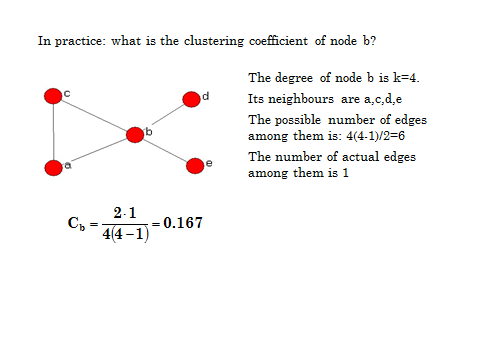 In practice: what is the clustering coefficient of node b?
The degree of node b is k=4.
Its neighbours are a,c,d,e
The possible number of edges
among them is: 4(4-1)/2=6
The number of actual edges
among them is 1
c
d
b
a
e
C_b = 2·1 / 4(4−1) = 0.167